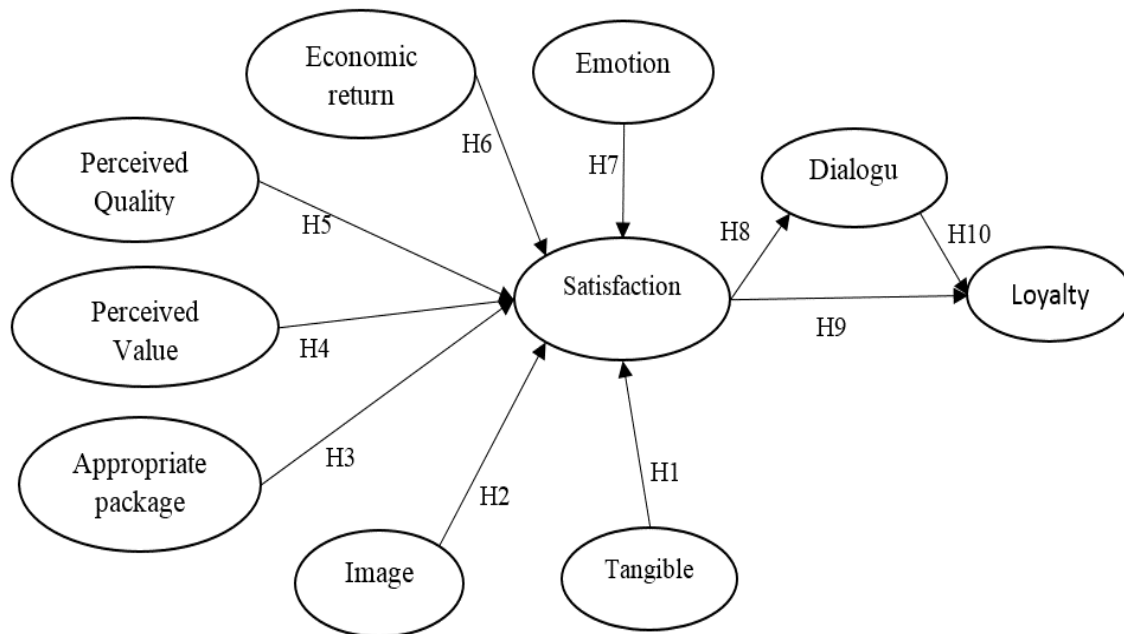 Economic
return
Emotion
H6
H7
Perceived
Quality
Dialogu
H5
H8
H10
Satisfaction
Loyalty
Perceived
Value
H4
H9
Appropriate
package
H3
H2
H1
Image
Tangible